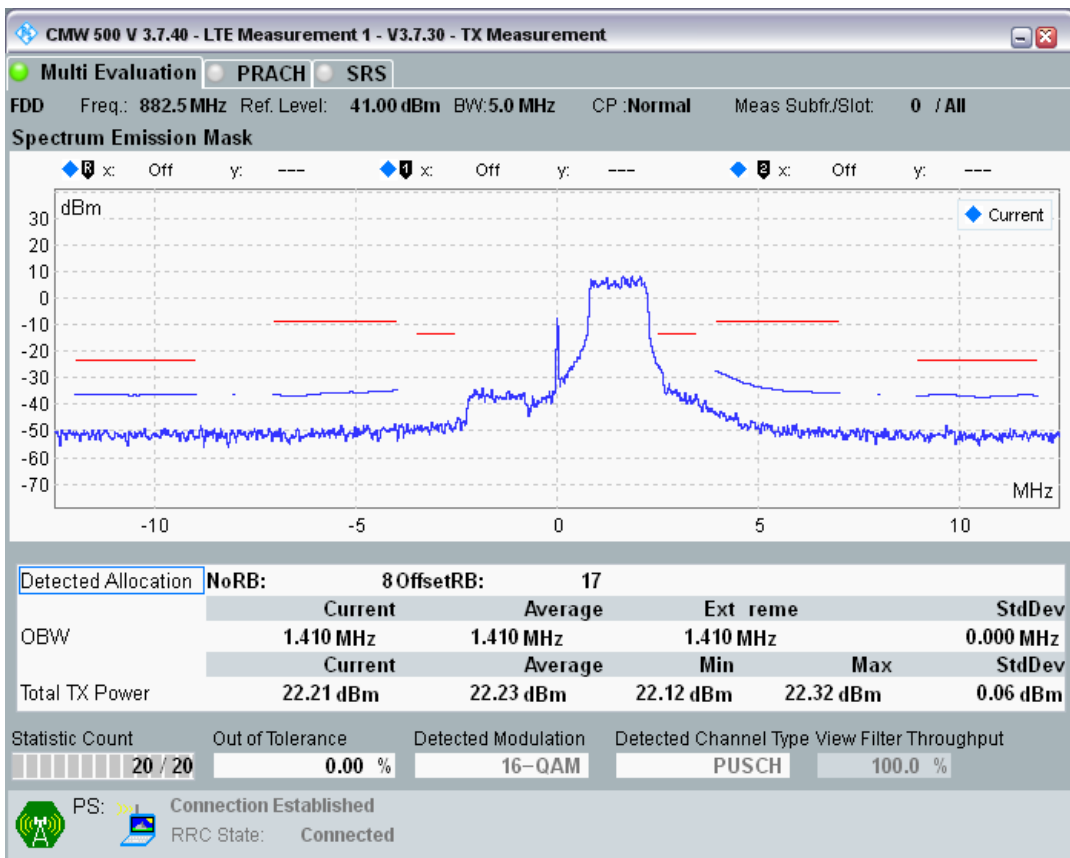 CMW 500 V 3.7.40 - LTE Measurement 1 - V3.7.30 - TX Measurement
Multi Evaluation PRACH SRS
FDD Freq.: 882.5 MHz Ref. Level: 41.00 dBm BW:5.0 MHz CP :Normal Meas Subfr./Slot: 0 / All
Spectrum Emission Mask
R x: Off y: --- 1 x: Off y: --- 2 x: Off y: ---
dBm
Current
30
20
10
0
-10
-20
-30
-40
-50
-60
-70
MHz
-10 -5 0 5 10
Detected Allocation NoRB: 8 OffsetRB: 17
Current Average Ext reme StdDev
OBW 1.410 MHz 1.410 MHz 1.410 MHz 0.000 MHz
Current Average Min Max StdDev
Total TX Power 22.21 dBm 22.23 dBm 22.12 dBm 22.32 dBm 0.06 dBm
Statistic Count Out of Tolerance Detected Modulation Detected Channel Type View Filter Throughput
20 / 20 0.00 % 16-QAM PUSCH 100.0 %
PS: Connection Established
RRC State: Connected